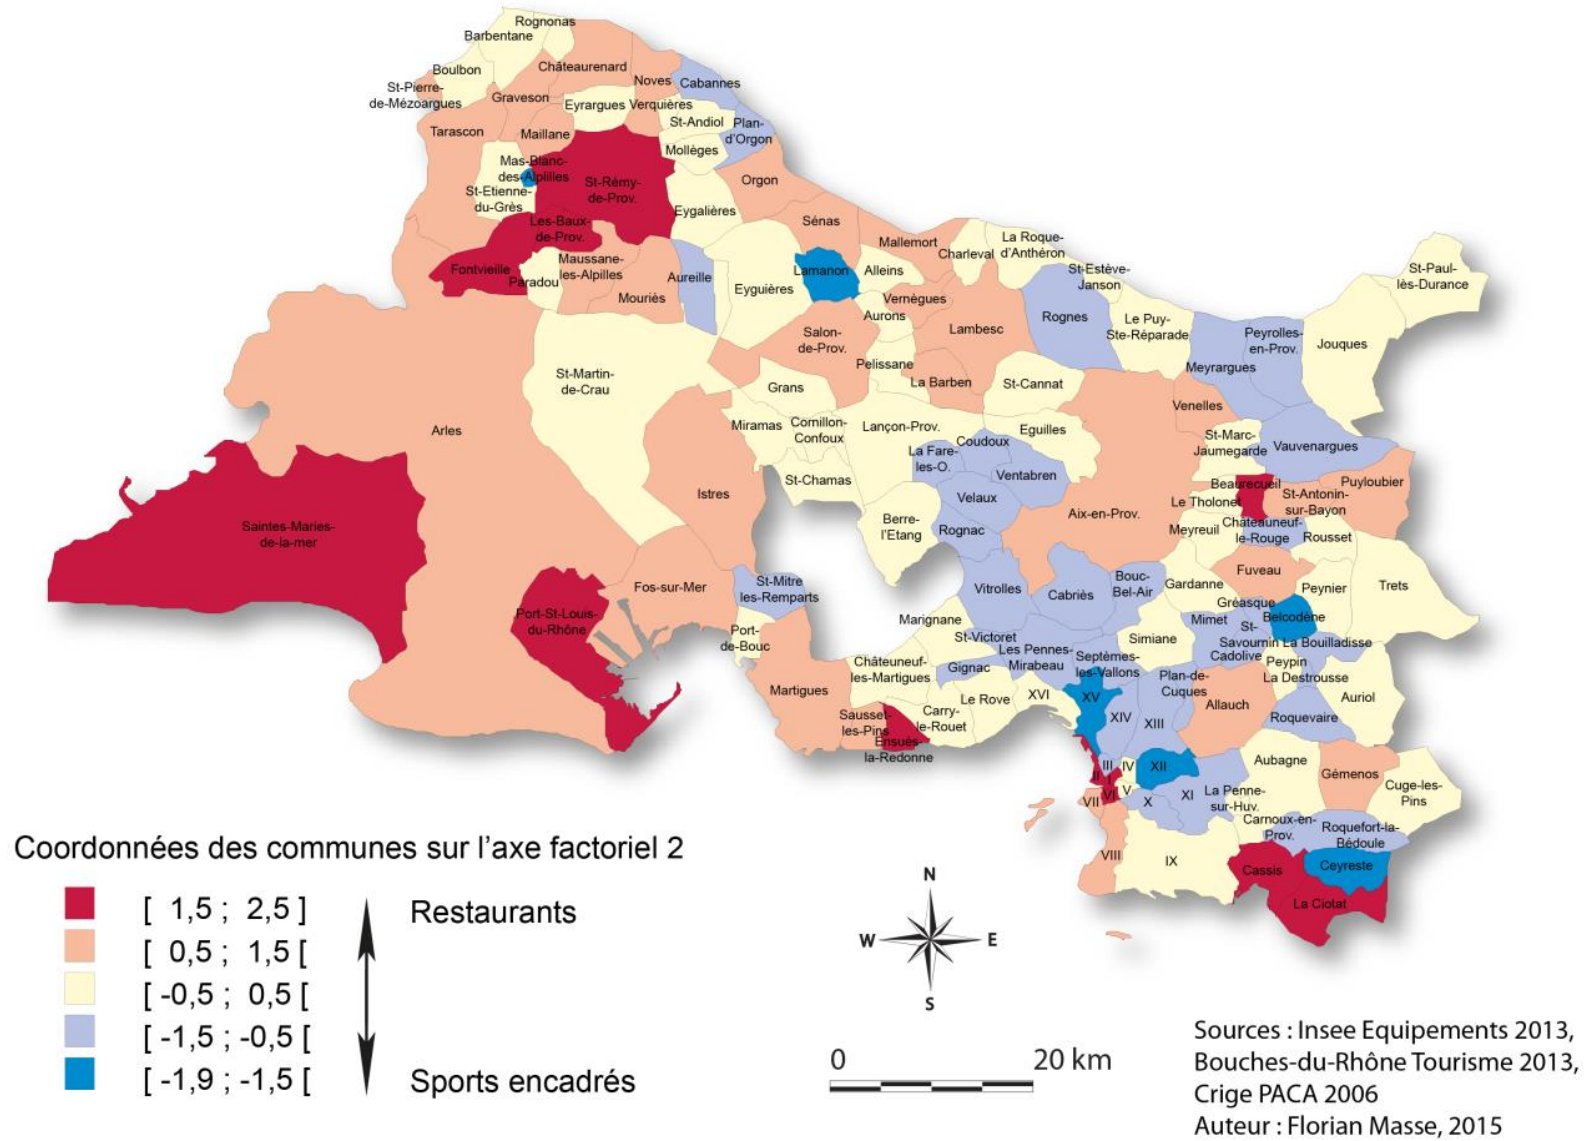 Rognonas
Barbentane
Boulbon
Châteaurenard
St-Pierre-
de-Mézoargues
Graveson
Noves
Cabannes
Eyrargues
Verquières
Tarascon
Maillane
St-Andiol
Plan-
d'Orgon
Mollèges
Mas-Blanc-
des-Alplilles
St-Rémy-
de-Prov.
Orgon
St-Etienne-
du-Grès
Eygalières
Les-Baux-
de-Prov.
Sénas
Mallemort
Charleval
La Roque-
d'Anthéron
Fontvieille
Paradou
Maussane-
les-Alpilles
Mouriès
Aureille
Eyguières
Lamanon
Alleins
St-Estève-
Janson
St-Paul-
lès-Durance
Vernègues
Aurons
Lambesc
Rognes
Le Puy-
Ste-Réparade
Peyrolles-
en-Prov.
Jouques
Salon-
de-Prov.
Pelissane
La Barben
St-Cannat
Meyrargues
St-Martin-
de-Crau
Grans
Venelles
Arles
Miramas
Cornillon-
Confoux
Lançon-Prov.
Eguilles
St-Marc-
Jaumegarde
Vauvenargues
Coudoux
La Fare-
les-O.
Ventabren
St-Chamas
Istres
Velaux
Beaurecueil
Puyloubier
Le Tholonet
St-Antonin-
sur-Bayon
Saintes-Maries-
de-la-mer
Berre-
l'Etang
Rognac
Aix-en-Prov.
Meyreuil
Châteauneuf-
le-Rouge
Rousset
Fos-sur-Mer
St-Mitre
les-Remparts
Vitrolles
Cabriès
Bouc-
Bel-Air
Gardanne
Fuveau
Peynier
Trets
Gréasque
Belcodène
Port-St-Louis-
du-Rhône
Marignane
Mimet
St-
Savournin
La Bouilladisse
Port-
de-Bouc
St-Victoret
Les Pennes-
Mirabeau
Simiane
Cadolive
Peypin
La Destrousse
Châteuneuf-
les-Martigues
Gignac
Septèmes-
les-Vallons
Plan-de-
Cuques
Auriol
Martigues
Le Rove
XVI
XV
Allauch
Roquevaire
Sausset-
les-Pins
Carry-
le-Rouet
XIV
XIII
Ensuès-
la-Redonne
III
IV
XII
Aubagne
Gémenos
II
I
V
VI
VII
X
XI
La Penne-
sur-Huv.
Cuge-les-
Pins
Carnoux-en-
Prov.
Roquefort-la-
Bédoule
VIII
IX
Cassis
Ceyreste
La Ciotat
Coordonnées des communes sur l'axe factoriel 2
[ 1,5 ; 2,5 ]
Restaurants
[ 0,5 ; 1,5 [
[ -0,5 ; 0,5 [
[ -1,5 ; -0,5 [
[ -1,9 ; -1,5 [
Sports encadrés
N
W
E
S
0
20 km
Sources : Insee Equipements 2013,
Bouches-du-Rhône Tourisme 2013,
Crige PACA 2006
Auteur : Florian Masse, 2015